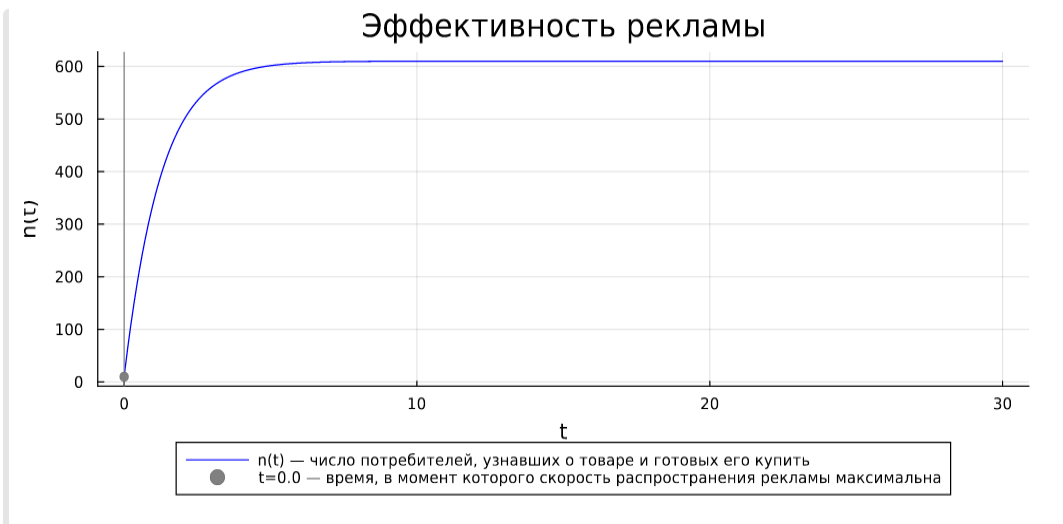 Эффективность рекламы
600
500
400
300
200
100
0
n(t)
0 10 20 30
t
n(t) — число потребителей, узнавших о товаре и готовых его купить
t=0.0 — время, в момент которого скорость распространения рекламы максимальна